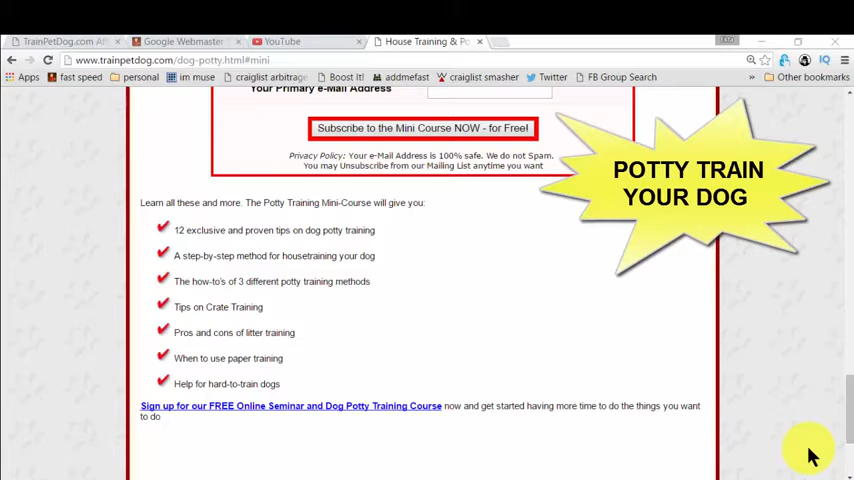 TrainPetDog.com Aff
Google Webmaster
YouTube
House Training & Po
www.trainpetdog.com/dog-potty.html#mini
Apps
fast speed
personal
im muse
craiglist arbitrage
Boost It!
addmefast
craiglist smasher
Twitter
FB Group Search
Other bookmarks
Your Primary e-Mail Address
Subscribe to the Mini Course NOW - for Free!
Privacy Policy: Your e-Mail Address is 100% safe. We do not Spam.
You may Unsubscribe from our Mailing List anytime you want
POTTY TRAIN
YOUR DOG
Learn all these and more. The Potty Training Mini-Course will give you:
12 exclusive and proven tips on dog potty training
A step-by-step method for housetraining your dog
The how-to's of 3 different potty training methods
Tips on Crate Training
Pros and cons of litter training
When to use paper training
Help for hard-to-train dogs
Sign up for our FREE Online Seminar and Dog Potty Training Course now and get started having more time to do the things you want
to do